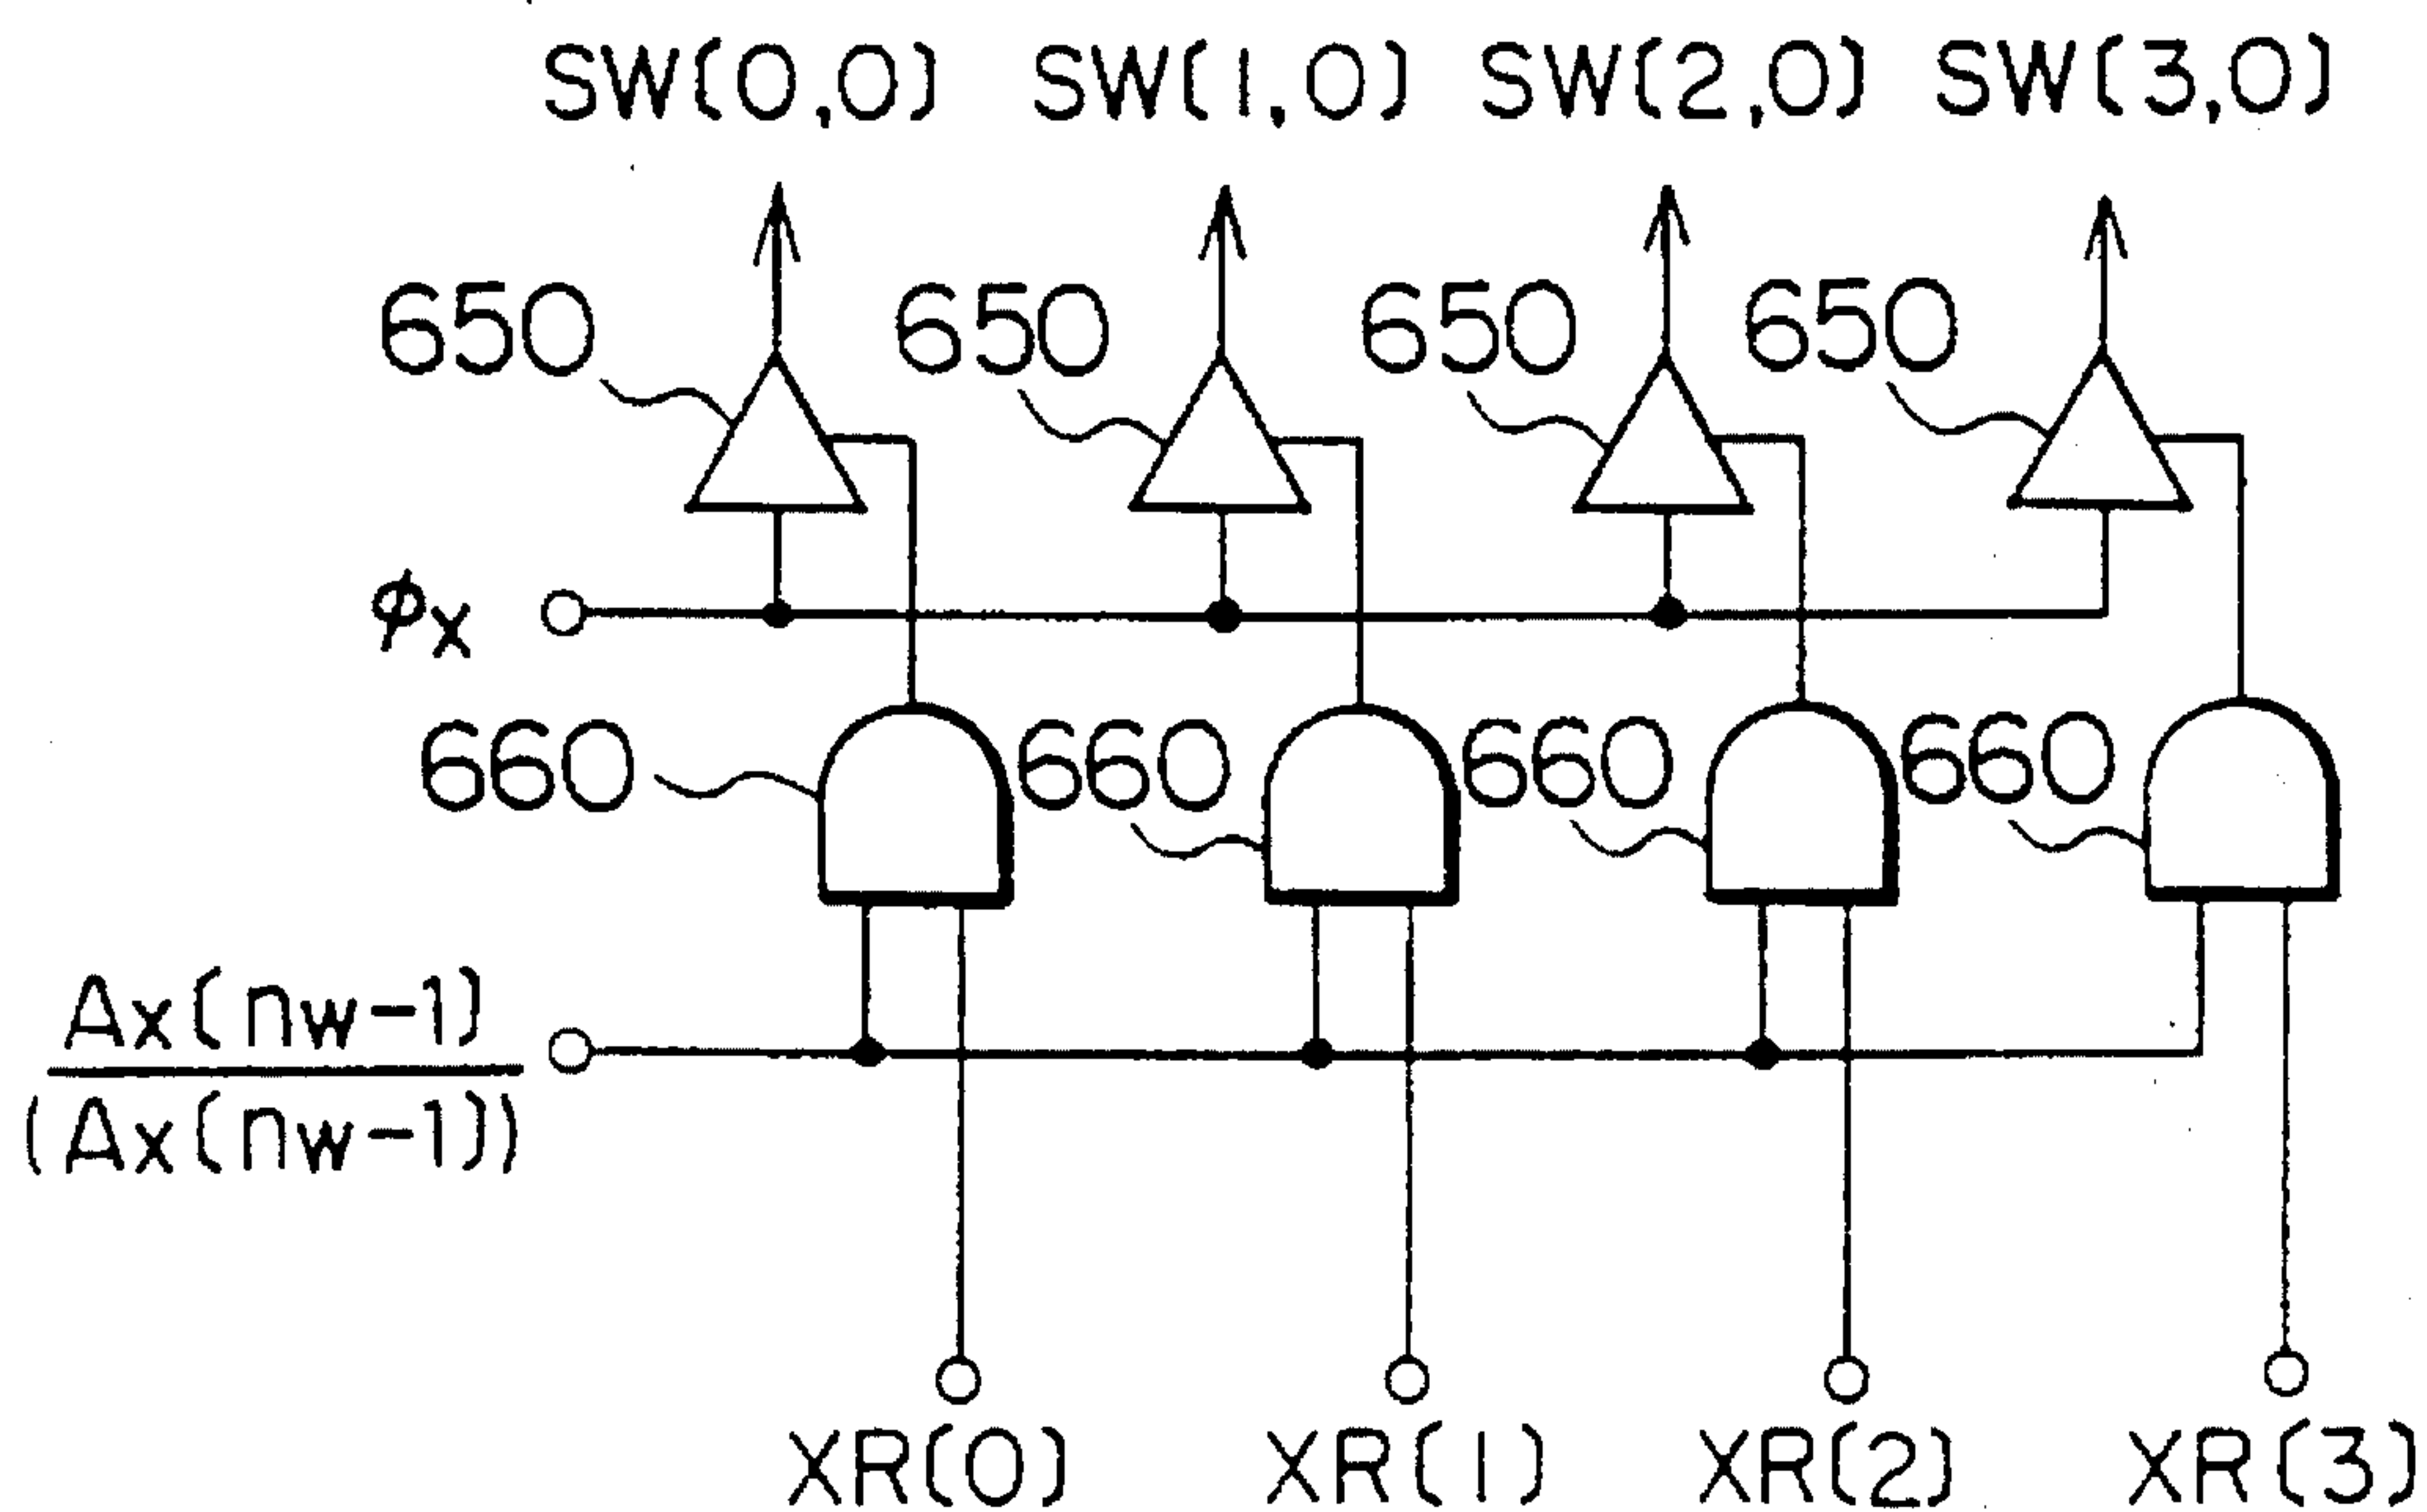 SW(0,0) SW(1,0) SW(2,0) SW(3,0)
650 650 650 650
φx
660 660 660 660
Ax(nw-1)
(Ax(nw-1))
XR(0) XR(1) XR(2) XR(3)